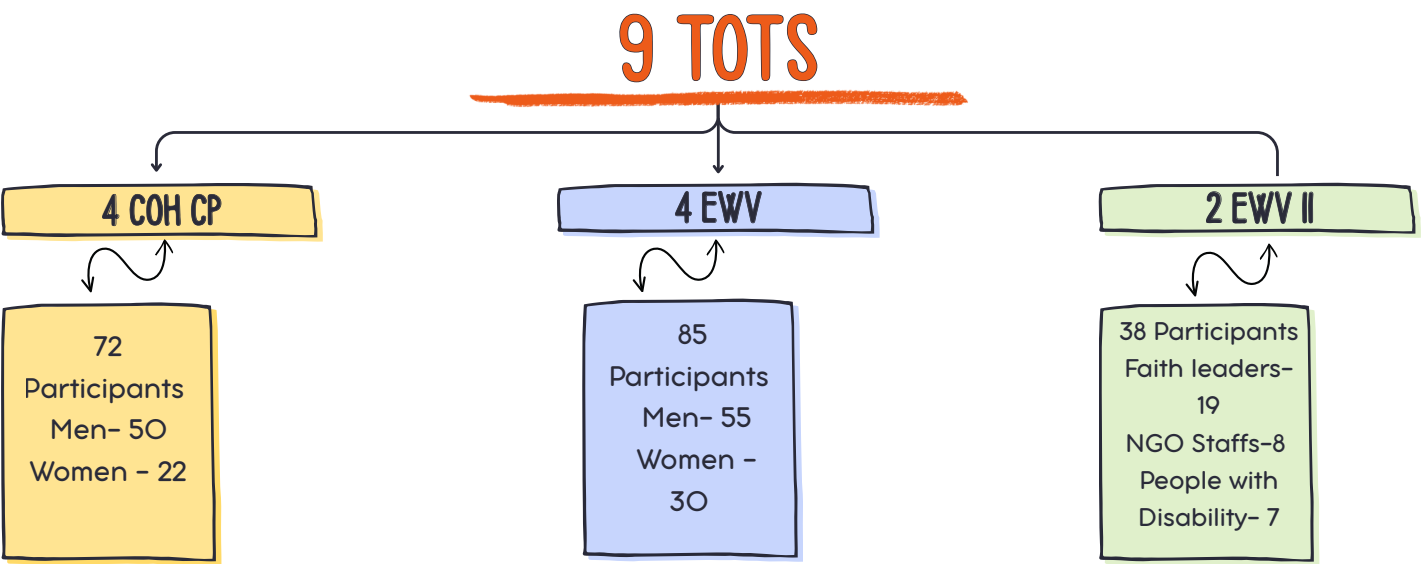 9 TOTS
4 COH CP
4 EWV
2 EWV II
72
Participants
Men- 50
Women - 22
85
Participants
Men- 55
Women -
30
38 Participants
Faith leaders-
19
NGO Staffs-8
People with
Disability- 7